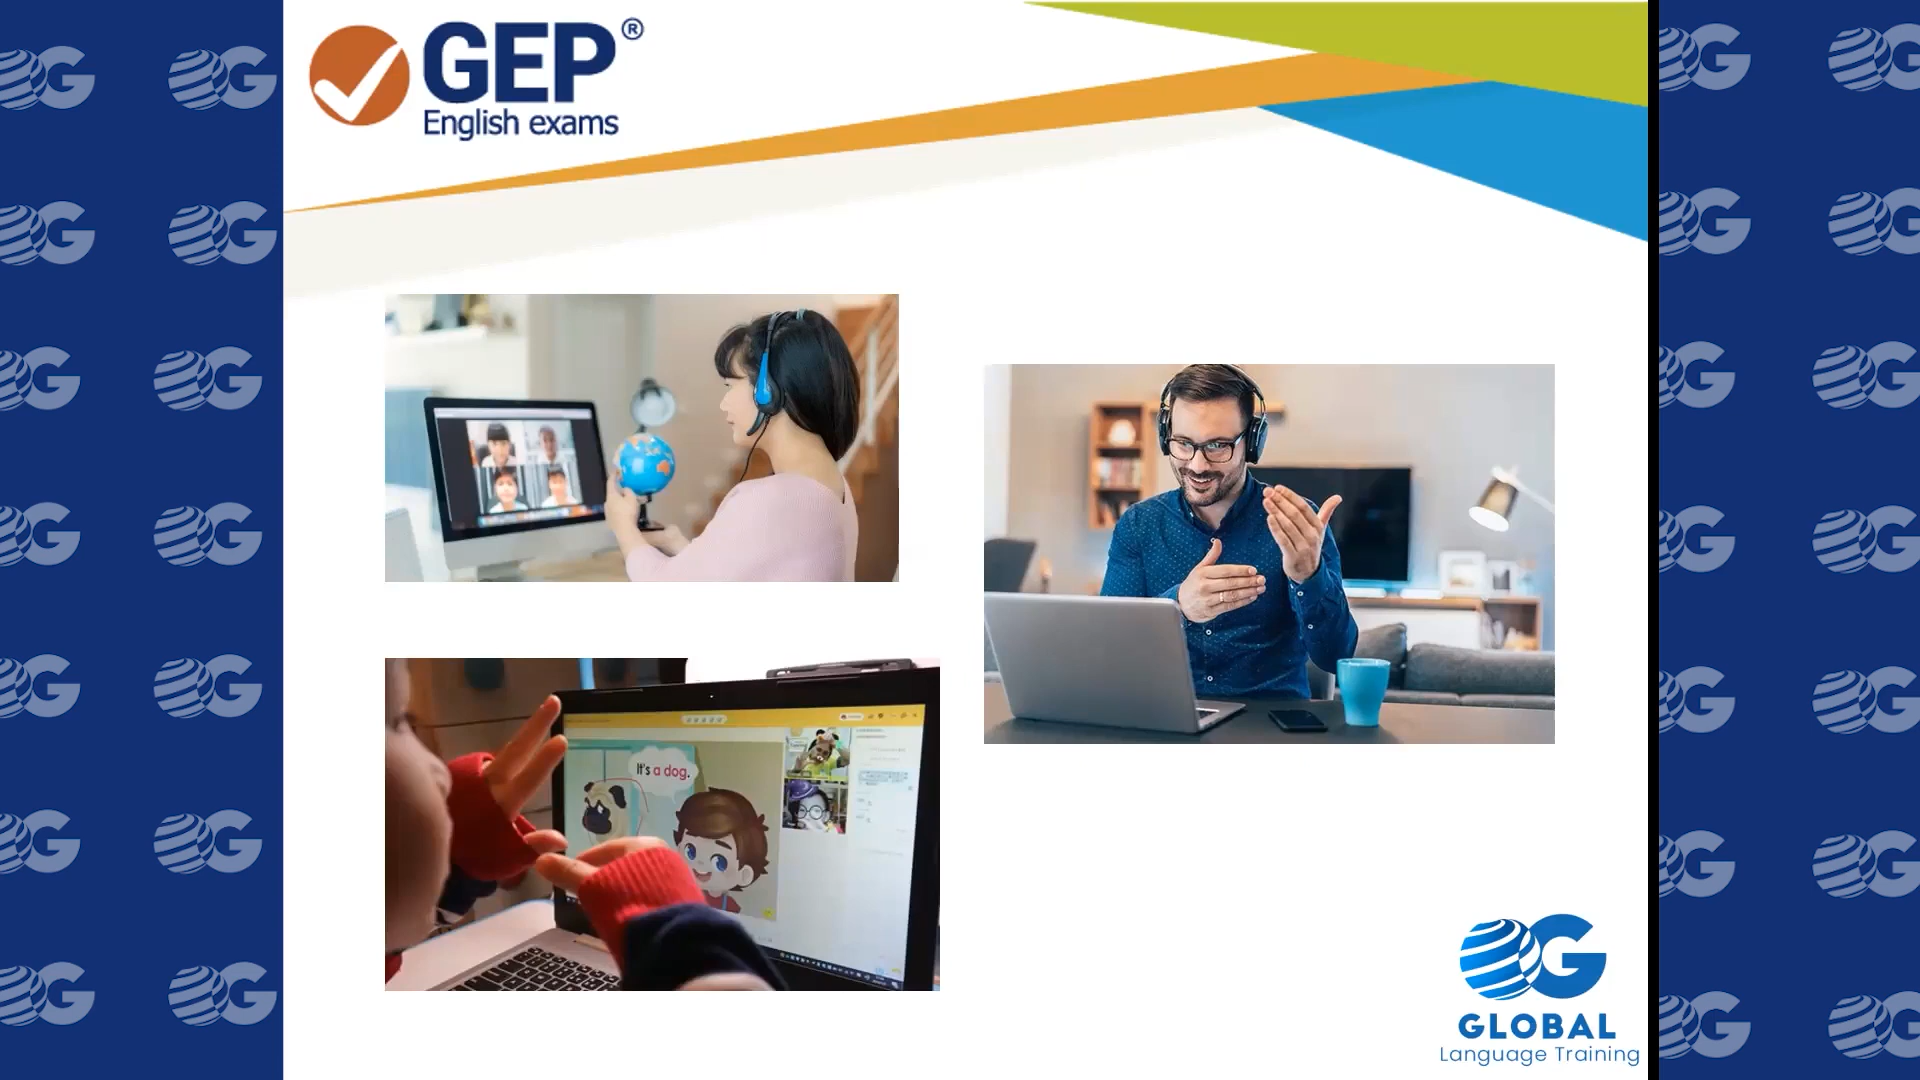 GEP®
English exams
It's a dog.
GLOBAL
Language Training